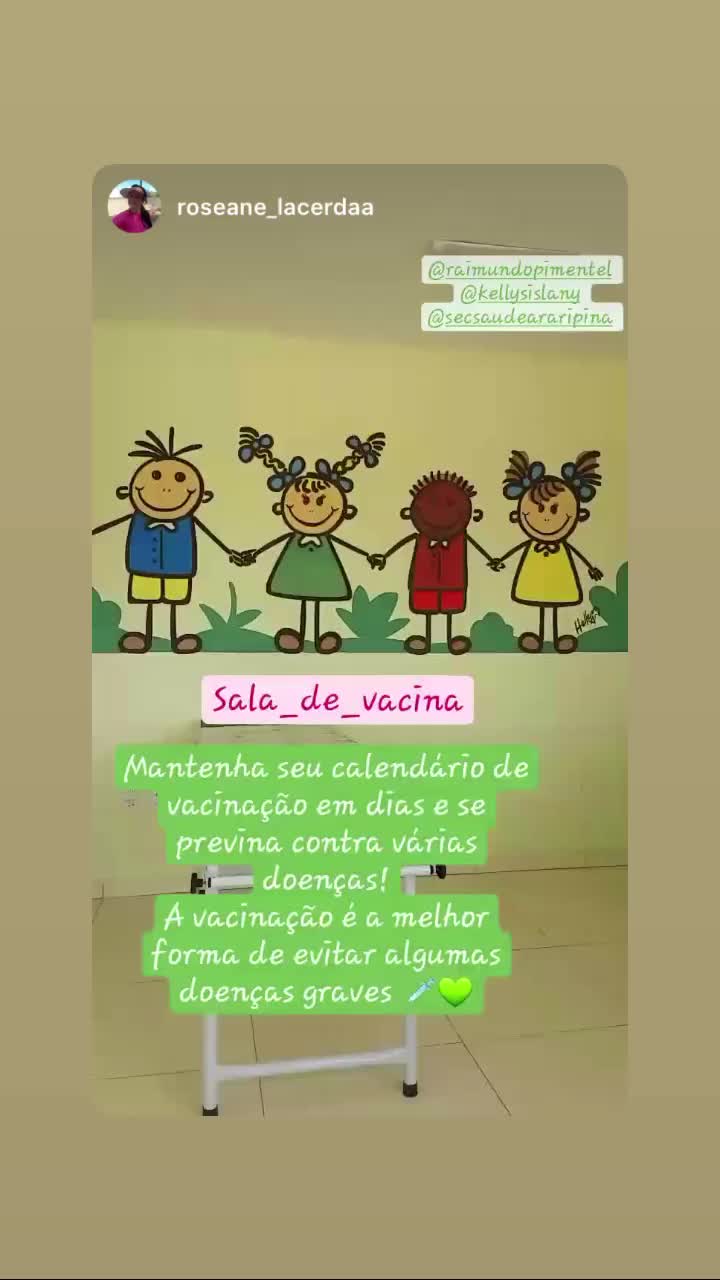 roseane_lacerdaa
@raimundopimentel
@kellysislany
@secsaudeararipina
Sala_de_vacina
Mantenha seu calendário de
vacinação em dias e se
previna contra várias
doenças!
A vacinação é a melhor
forma de evitar algumas
doenças graves 💉💚